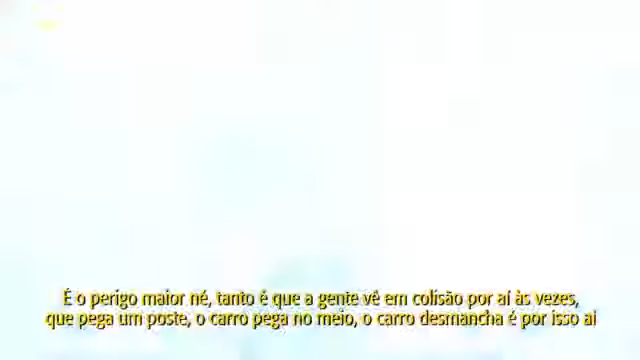 É o perigo maior né, tanto é que a gente vê em colisão por aí às vezes,
que pega um poste, o carro pega no meio, o carro desmancha é por isso aí